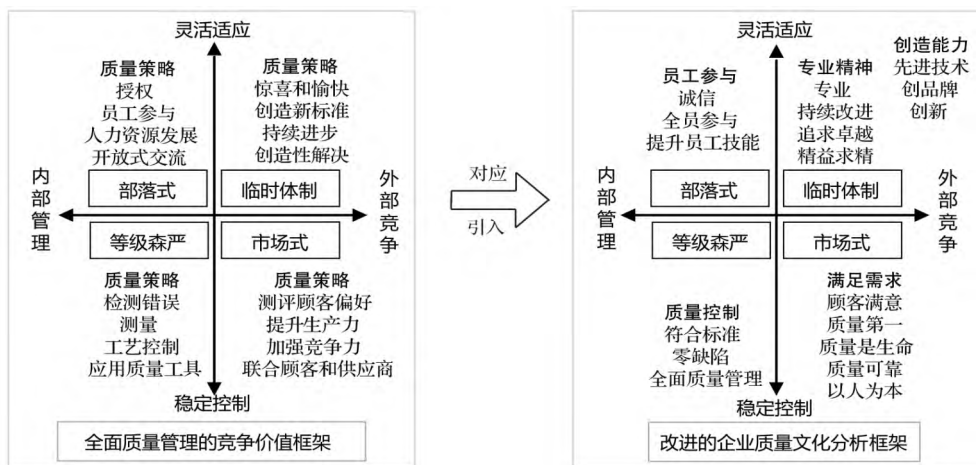 灵活适应
质量策略
授权
员工参与
人力资源发展
开放式交流
质量策略
惊喜和愉快
创造新标准
持续进步
创造性解决
内部管理
部落式
临时体制
外部竞争
等级森严
市场式
质量策略
检测错误
测量
工艺控制
应用质量工具
质量策略
测评顾客偏好
提升生产力
加强竞争力
联合顾客和供应商
稳定控制
全面质量管理的竞争价值框架
对应
引入
灵活适应
员工参与
诚信
全员参与
提升员工技能
专业精神
专业
持续改进
追求卓越
精益求精
创造能力
先进技术
创品牌
创新
内部管理
部落式
临时体制
外部竞争
等级森严
市场式
质量控制
符合标准
零缺陷
全面质量管理
满足需求
顾客满意
质量第一
质量是生命
质量可靠
以人为本
稳定控制
改进的企业质量文化分析框架